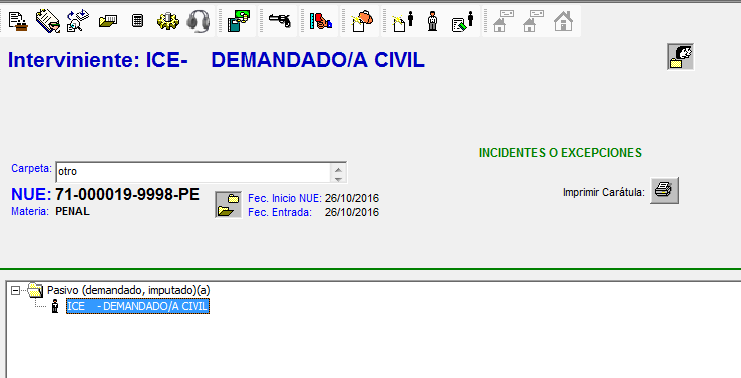 Interviniente: ICE- DEMANDADO/A CIVIL
INCIDENTES O EXCEPCIONES
Carpeta: otro
NUE: 71-000019-9998-PE
Fec. Inicio NUE: 26/10/2016
Imprimir Carátula:
Materia: PENAL
Fec. Entrada: 26/10/2016
Pasivo (demandado, imputado)(a)
ICE - DEMANDADO/A CIVIL